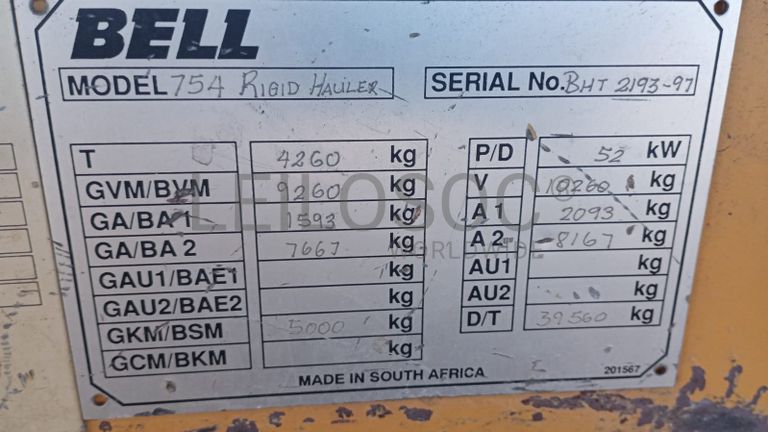 BELL
MODEL 754 RIGID HAULER SERIAL No. BHT 2193-97
T 4260 kg P/D 52 kW
GVM/BVM 9260 kg V 10260 kg
GA/BA 1 1593 kg A 1 2093 kg
GA/BA 2 7667 kg A 2 8167 kg
GAU1/BAE1 kg AU1 kg
GAU2/BAE2 AU2 kg
GKM/BSM 5000 kg D/T 39560 kg
GCM/BKM kg
MADE IN SOUTH AFRICA 201567
LEILOSOC®
WORLDWIDE